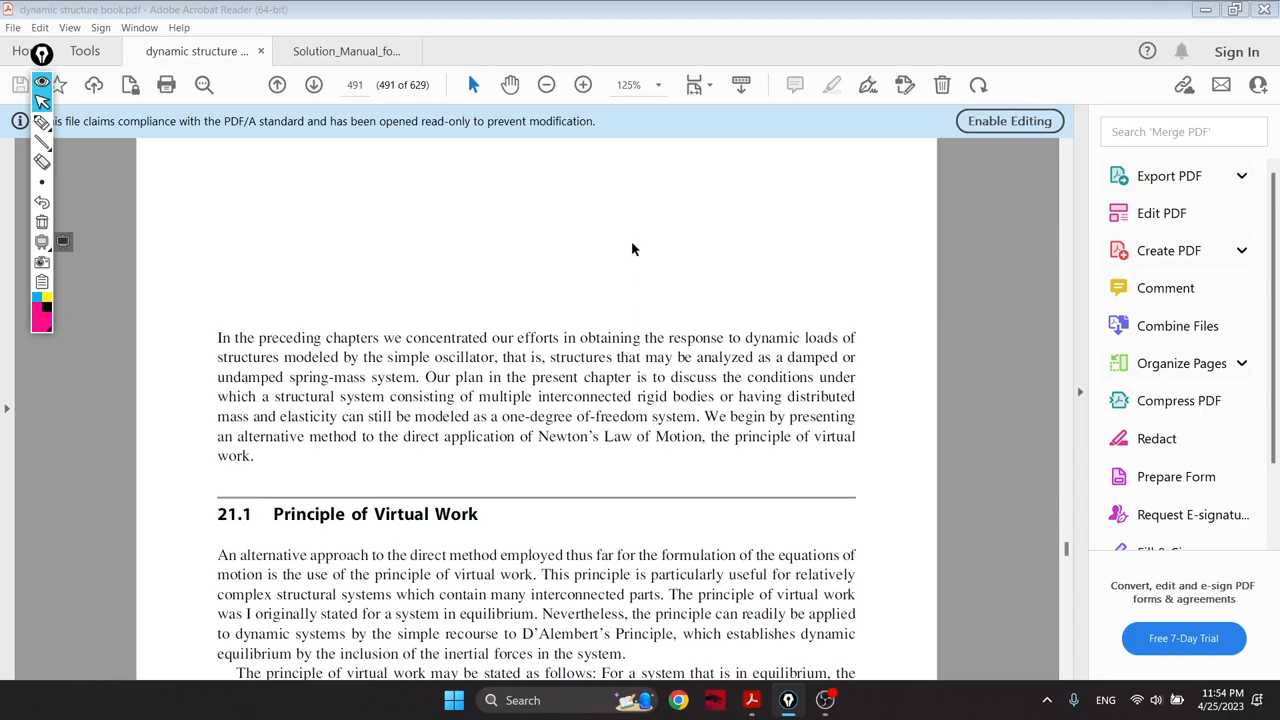 dynamic structure book.pdf - Adobe Acrobat Reader (64-bit)
File Edit View Sign Window Help
Tools dynamic structure ... × Solution_Manual_fo... Sign In
491 (491 of 629) 125%
file claims compliance with the PDF/A standard and has been opened read-only to prevent modification. Enable Editing
Search 'Merge PDF'
Export PDF
Edit PDF
Create PDF
Comment
Combine Files
Organize Pages
Compress PDF
Redact
Prepare Form
Request E-signatu...
Convert, edit and e-sign PDF
forms & agreements
Free 7-Day Trial
In the preceding chapters we concentrated our efforts in obtaining the response to dynamic loads of
structures modeled by the simple oscillator, that is, structures that may be analyzed as a damped or
undamped spring-mass system. Our plan in the present chapter is to discuss the conditions under
which a structural system consisting of multiple interconnected rigid bodies or having distributed
mass and elasticity can still be modeled as a one-degree of-freedom system. We begin by presenting
an alternative method to the direct application of Newton's Law of Motion, the principle of virtual
work.
21.1 Principle of Virtual Work
An alternative approach to the direct method employed thus far for the formulation of the equations of
motion is the use of the principle of virtual work. This principle is particularly useful for relatively
complex structural systems which contain many interconnected parts. The principle of virtual work
was I originally stated for a system in equilibrium. Nevertheless, the principle can readily be applied
to dynamic systems by the simple recourse to D'Alembert's Principle, which establishes dynamic
equilibrium by the inclusion of the inertial forces in the system.
The principle of virtual work may be stated as follows: For a system that is in equilibrium, the
Search ENG 11:54 PM
4/25/2023